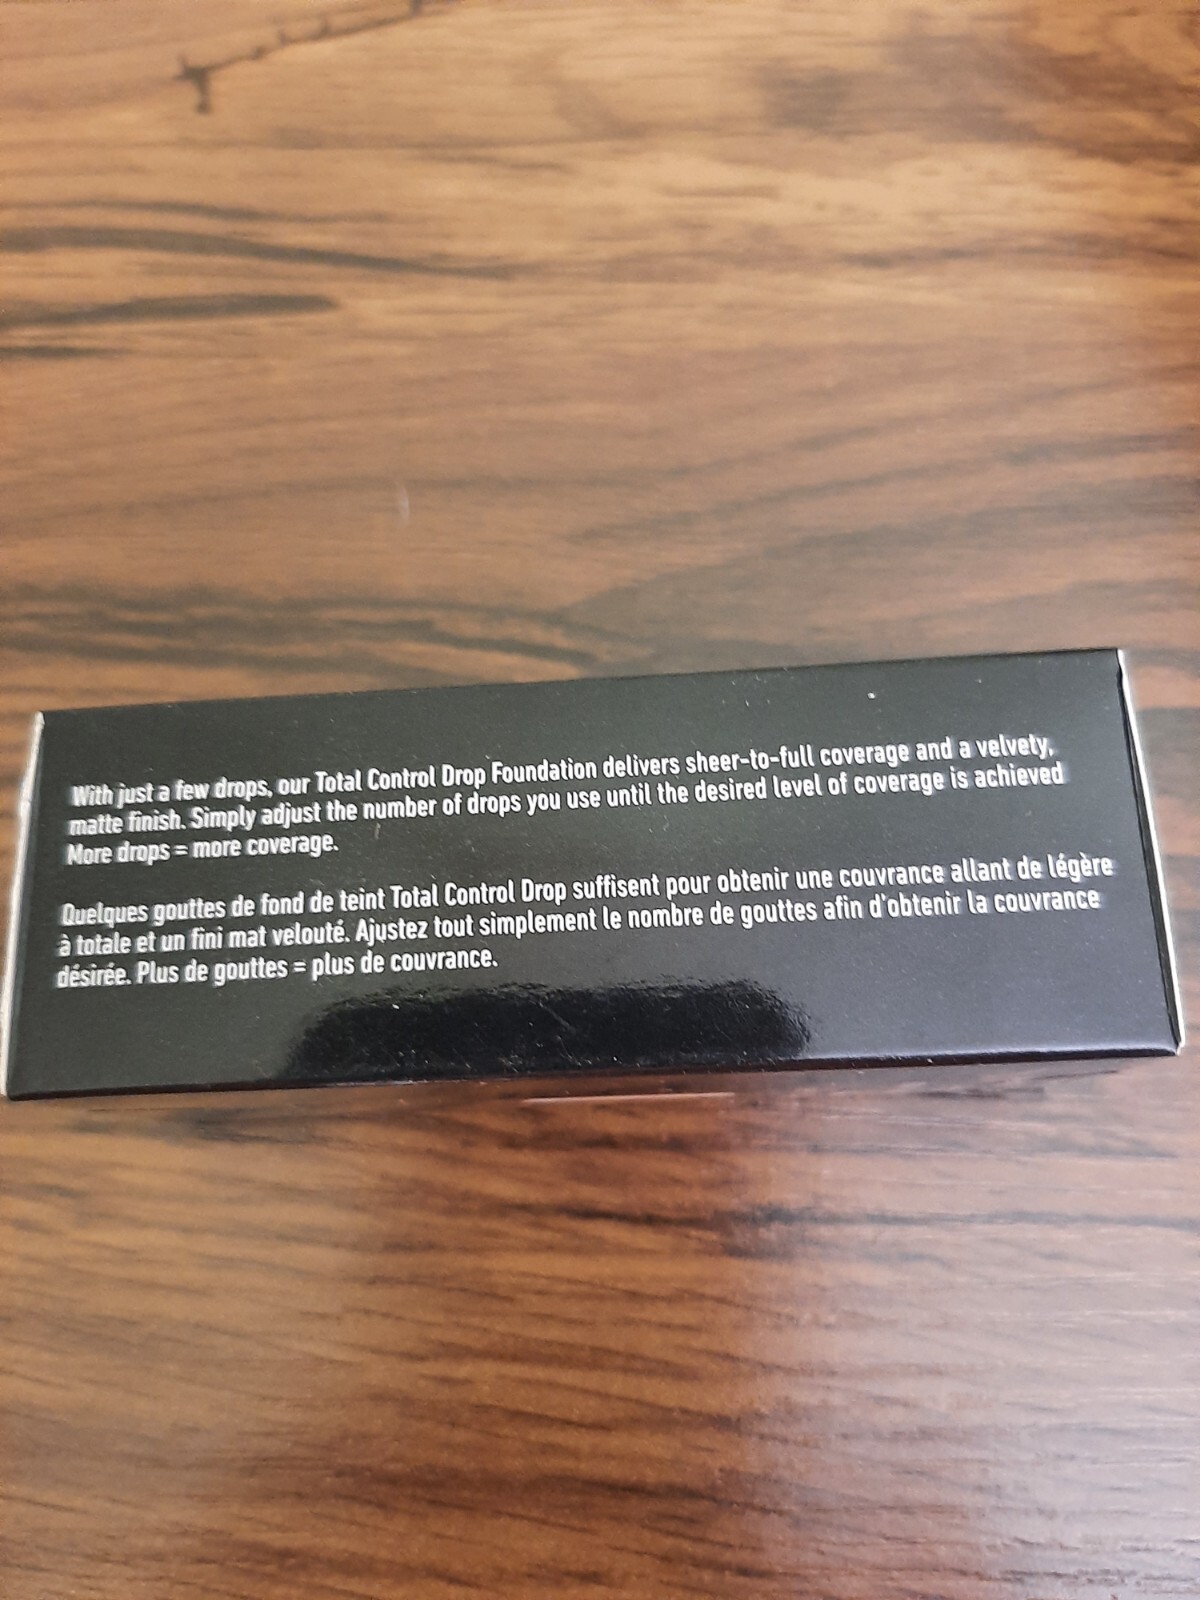 With just a few drops, our Total Control Drop Foundation delivers sheer-to-full coverage and a velvety,
matte finish. Simply adjust the number of drops you use until the desired level of coverage is achieved
More drops = more coverage.
Quelques gouttes de fond de teint Total Control Drop suffisent pour obtenir une couvrance allant de légère
à totale et un fini mat velouté. Ajustez tout simplement le nombre de gouttes afin d'obtenir la couvrance
désirée. Plus de gouttes = plus de couvrance.